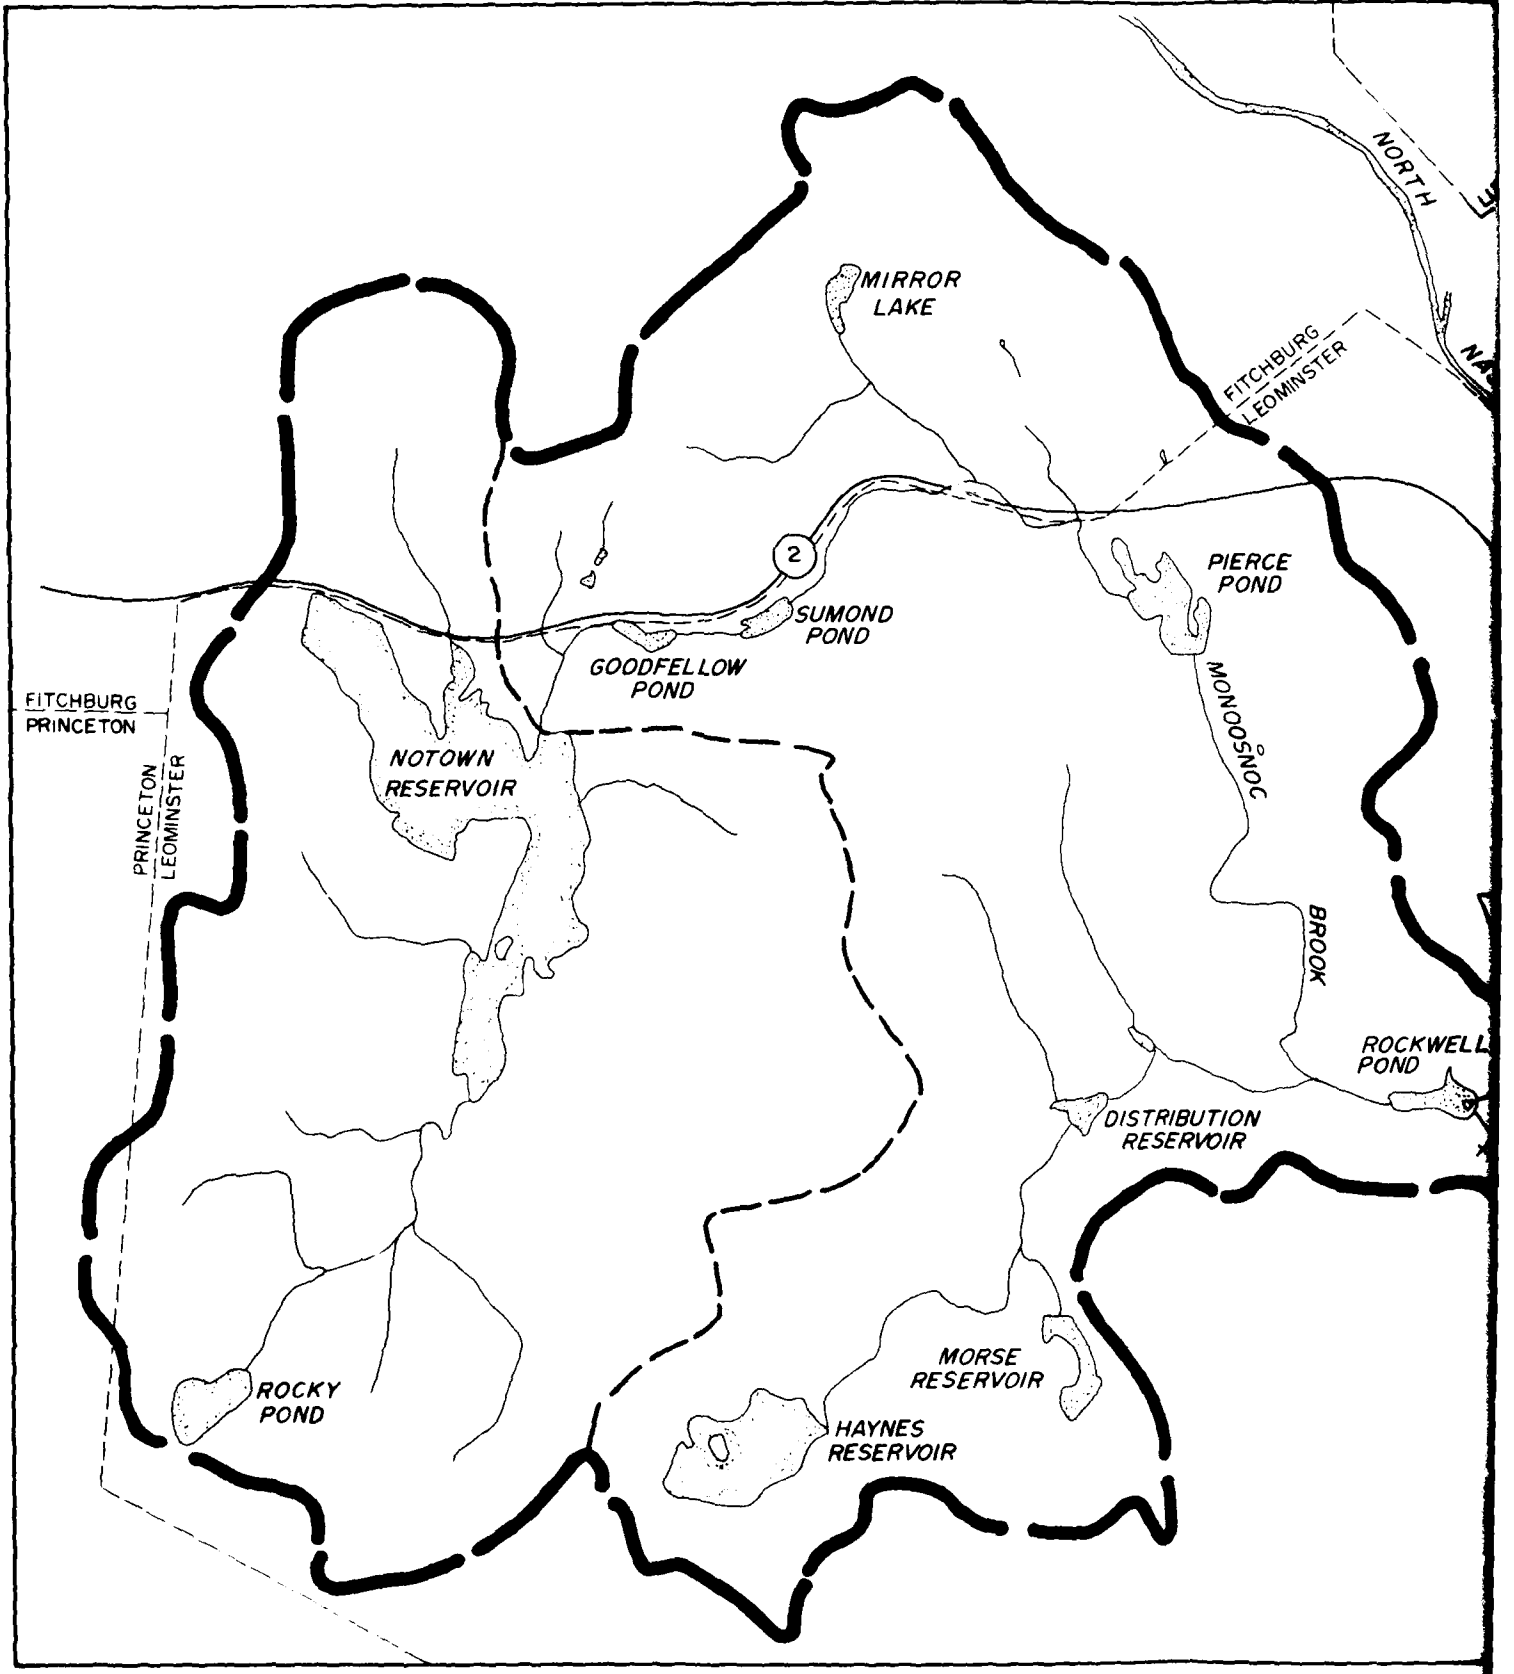 NORTH
MIRROR
LAKE
FITCHBURG
LEOMINSTER
2
PIERCE
POND
SUMOND
POND
GOODFELLOW
POND
MONOOSNOC
FITCHBURG
PRINCETON
NOTOWN
RESERVOIR
PRINCETON
LEOMINSTER
BROOK
ROCKWELL
POND
DISTRIBUTION
RESERVOIR
MORSE
RESERVOIR
ROCKY
POND
HAYNES
RESERVOIR